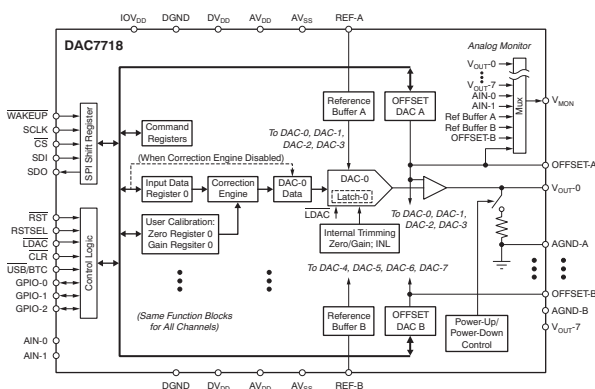 IOVDD DGND DVDD AVDD AVSS REF-A
DAC7718
Analog Monitor
VOUT-0
VOUT-7
AIN-0
AIN-1
Ref Buffer A
Ref Buffer B
OFFSET-B
Mux
VMON
WAKEUP
SCLK
CS
SDI
SDO
SPI Shift Register
Command
Registers
Reference
Buffer A
OFFSET
DAC A
To DAC-0, DAC-1,
DAC-2, DAC-3
OFFSET-A
(When Correction Engine Disabled)
Input Data
Register 0
Correction
Engine
DAC-0
Data
DAC-0
Latch-0
LDAC
VOUT-0
User Calibration:
Zero Register 0
Gain Regsiter 0
Internal Trimming
Zero/Gain; INL
To DAC-0, DAC-1,
DAC-2, DAC-3
AGND-A
RST
RSTSEL
LDAC
CLR
USB/BTC
GPIO-0
GPIO-1
GPIO-2
Control Logic
To DAC-4, DAC-5, DAC-6, DAC-7
OFFSET-B
(Same Function Blocks
for All Channels)
Reference
Buffer B
OFFSET
DAC B
Power-Up/
Power-Down
Control
AGND-B
VOUT-7
AIN-0
AIN-1
DGND DVDD AVDD AVSS REF-B